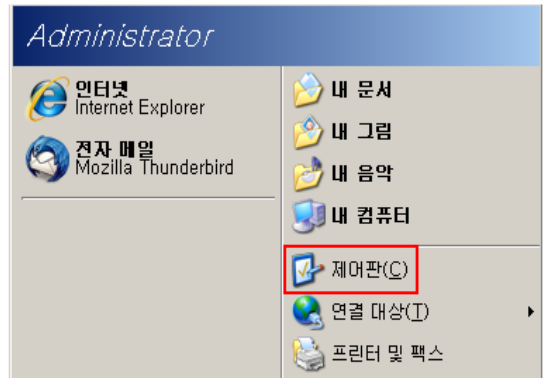 Administrator
인터넷
Internet Explorer
전자 메일
Mozilla Thunderbird
내 문서
내 그림
내 음악
내 컴퓨터
제어판(C)
연결 대상(T)
프린터 및 팩스